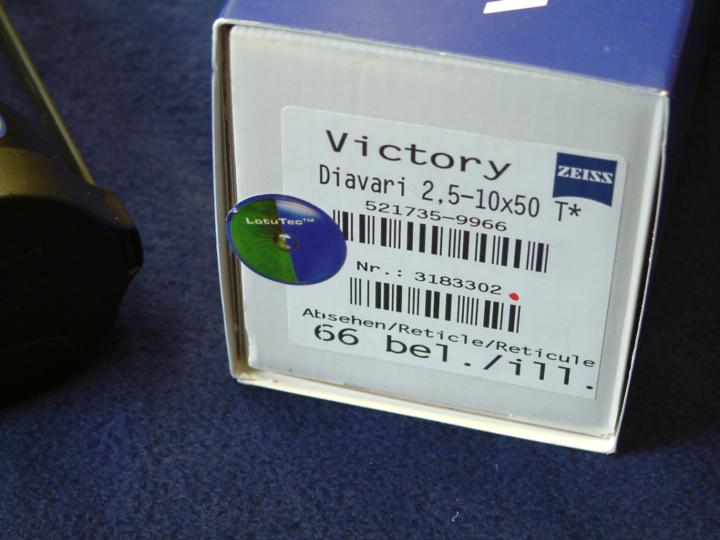 Victory
ZEISS
Diavari 2,5-10x50 T*
521735-9966
LotuTec™
Nr.: 3183302
Absehen/Reticle/Reticule
66 bel./ill.